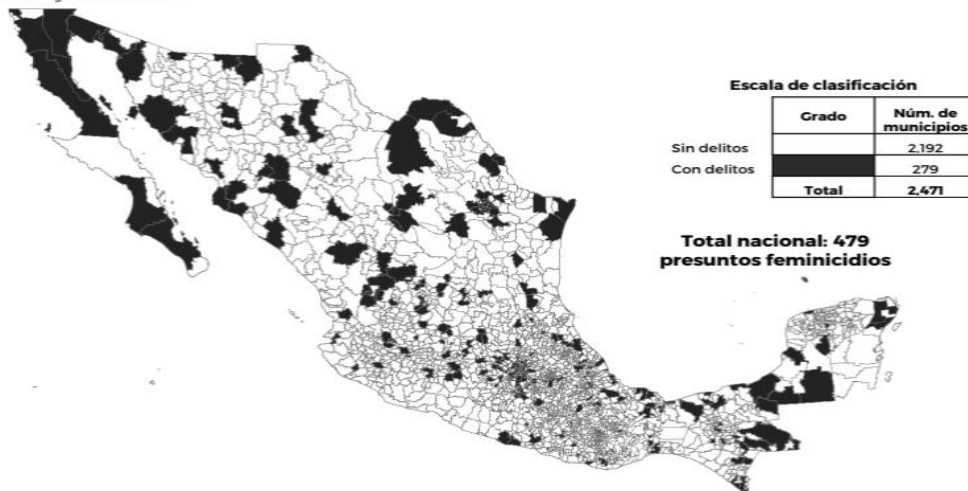 Escala de clasificación
Grado Núm. de municipios
Sin delitos 2,192
Con delitos 279
Total 2,471
Total nacional: 479
presuntos feminicidios